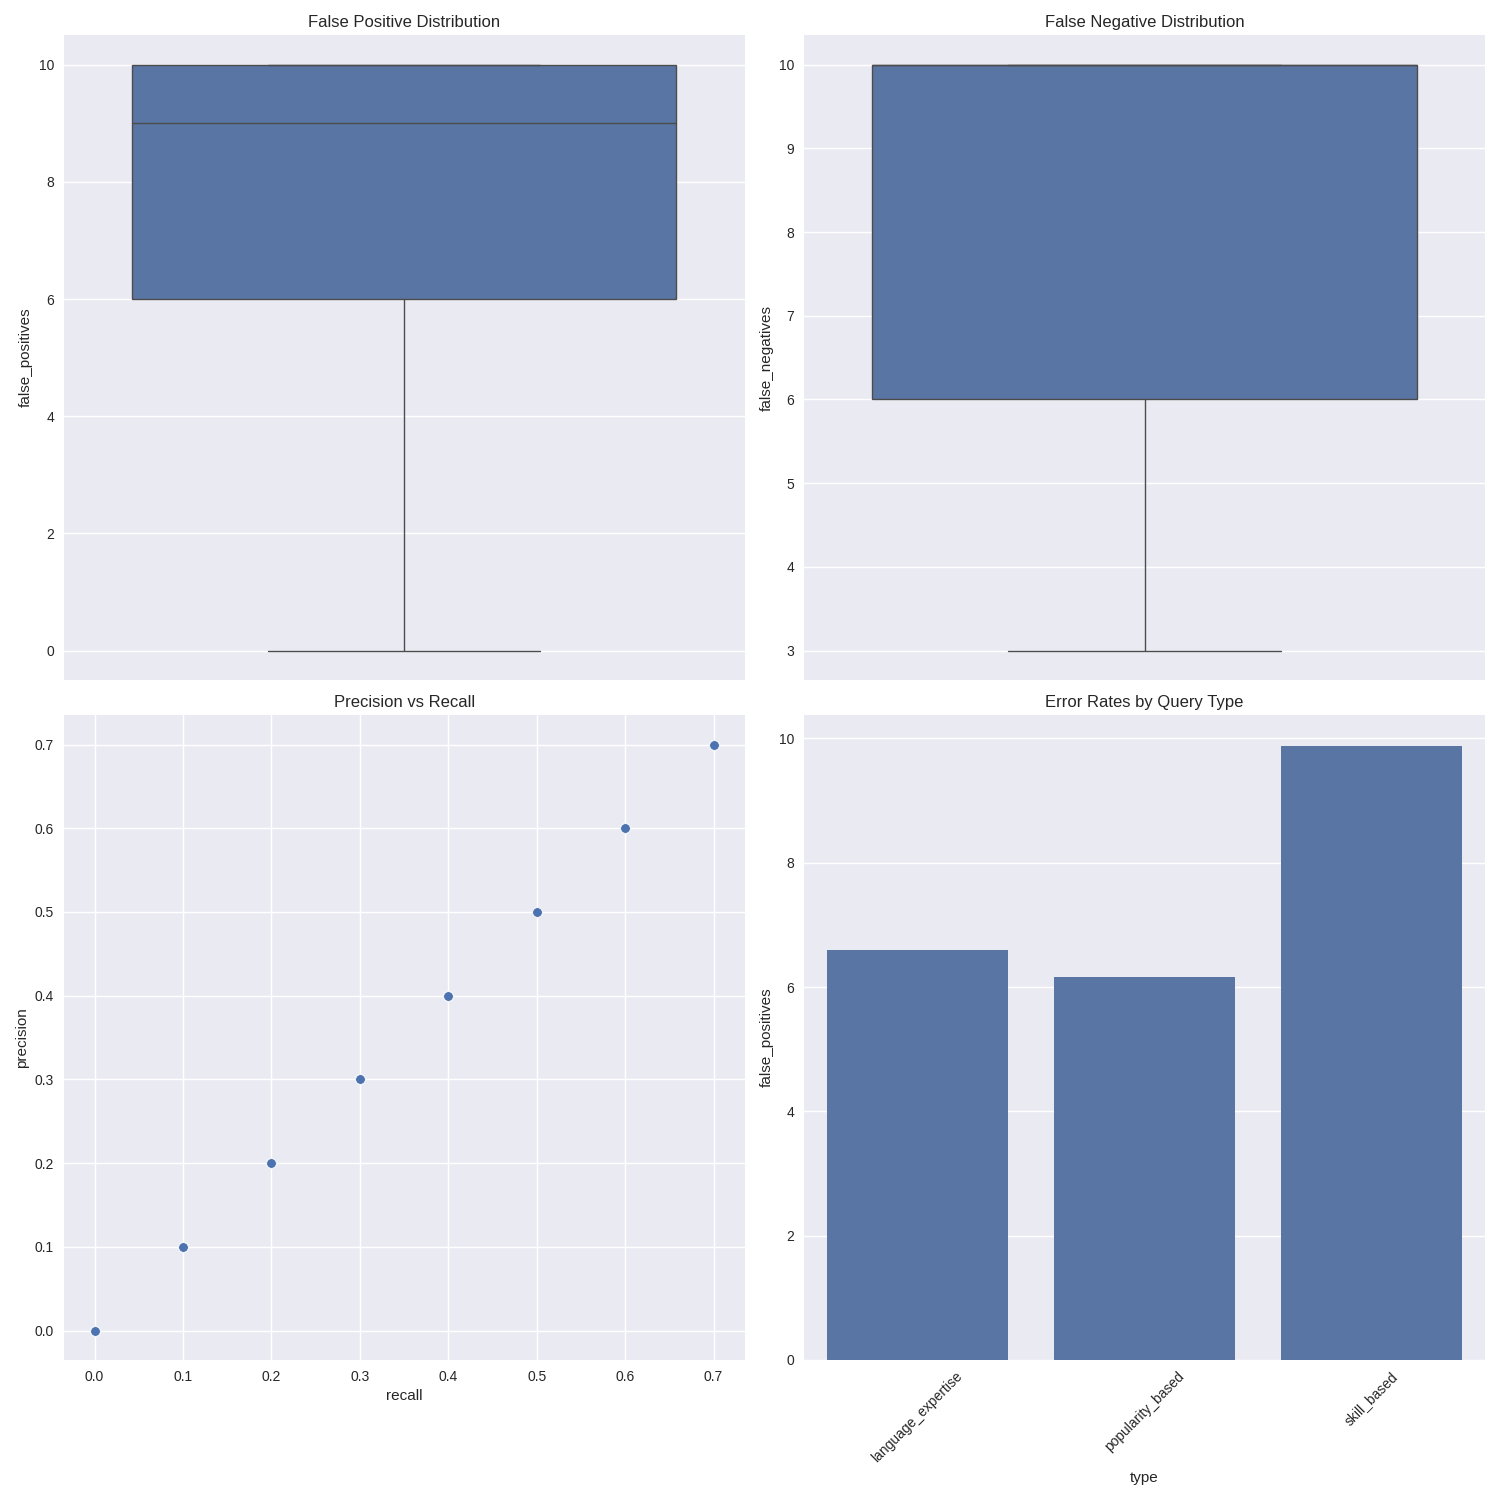 False Positive Distribution
10
8
6
4
2
0
false_positives
False Negative Distribution
10
9
8
7
6
5
4
3
false_negatives
Precision vs Recall
0.7
0.6
0.5
0.4
0.3
0.2
0.1
0.0
precision
0.0 0.1 0.2 0.3 0.4 0.5 0.6 0.7
recall
Error Rates by Query Type
10
8
6
4
2
0
false_positives
language_expertise popularity_based skill_based
type